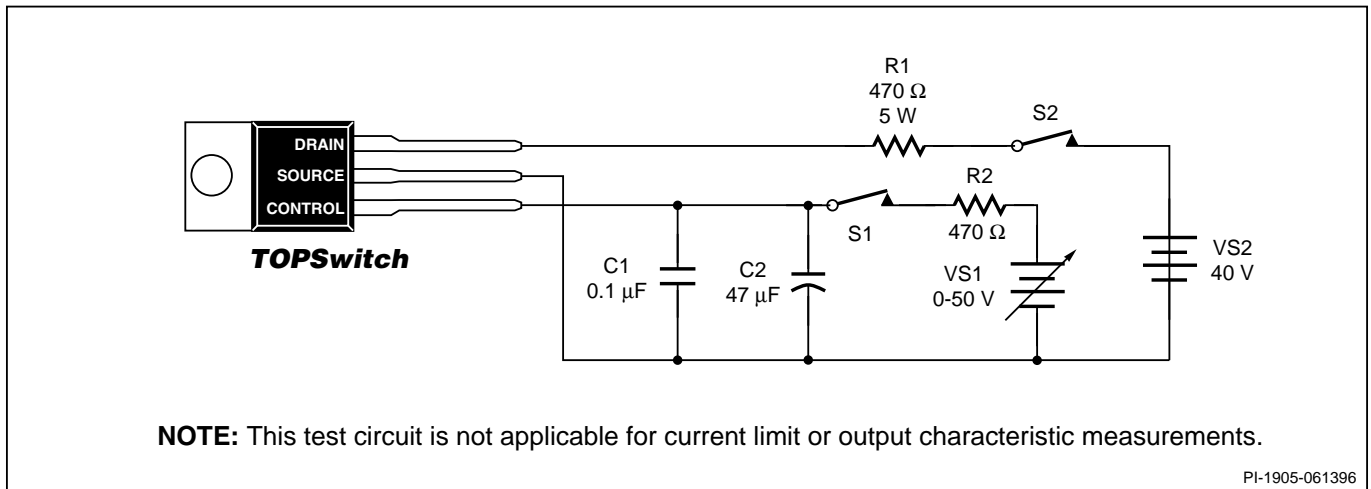 R1
470 Ω
5 W
S2
DRAIN
SOURCE
CONTROL
TOPSwitch
R2
470 Ω
S1
C1
0.1 µF
C2
47 µF
VS1
0-50 V
VS2
40 V
NOTE: This test circuit is not applicable for current limit or output characteristic measurements.
PI-1905-061396